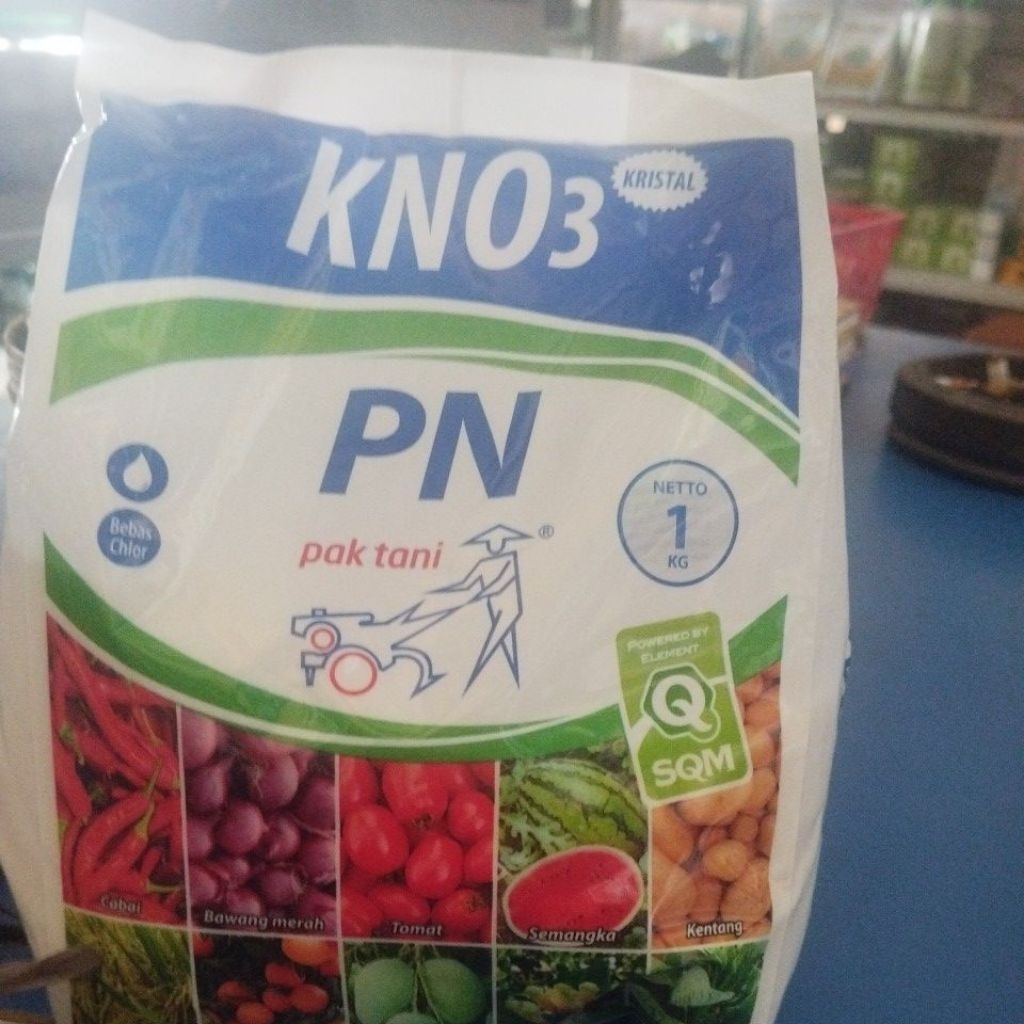 KNO3
KRISTAL
PN
pak tani ®
Bebas
Chlor
NETTO
1
KG
POWERED BY
ELEMENT
Q
SQM
Cabai
Bawang merah
Tomat
Semangka
Kentang